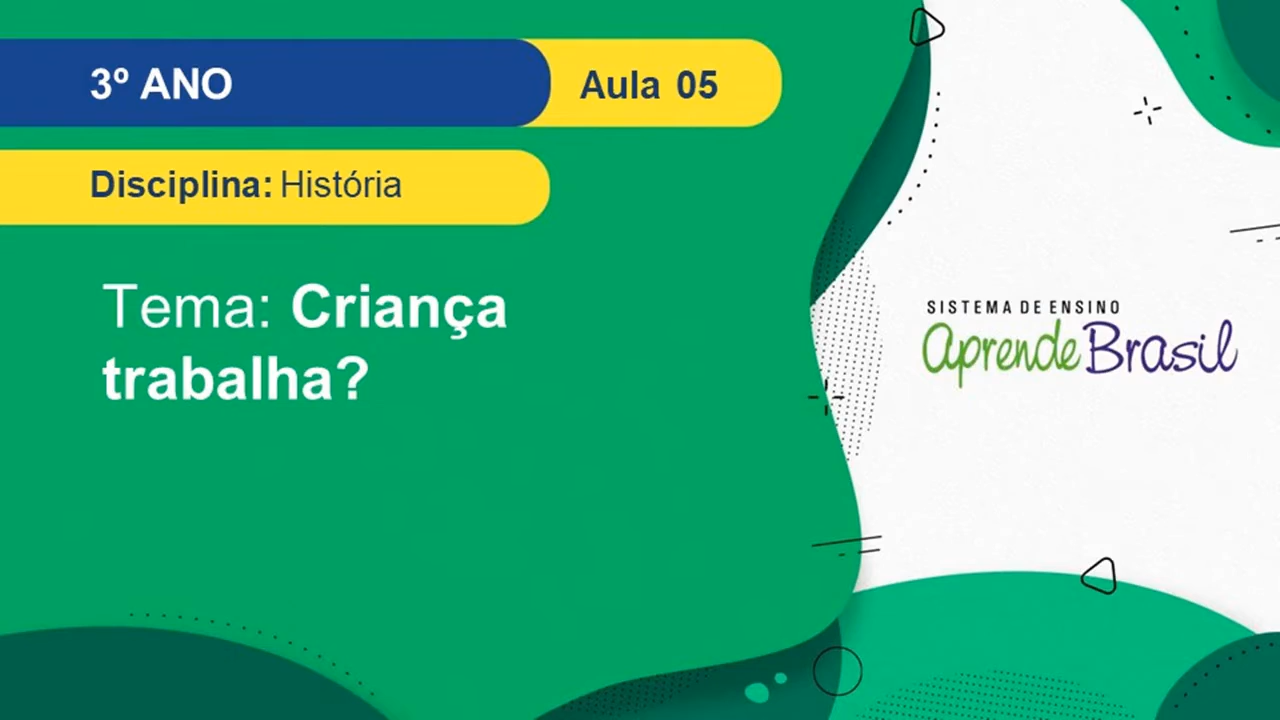 3º ANO
Aula 05
Disciplina: História
Tema: Criança
trabalha?
SISTEMA DE ENSINO
aprende Brasil